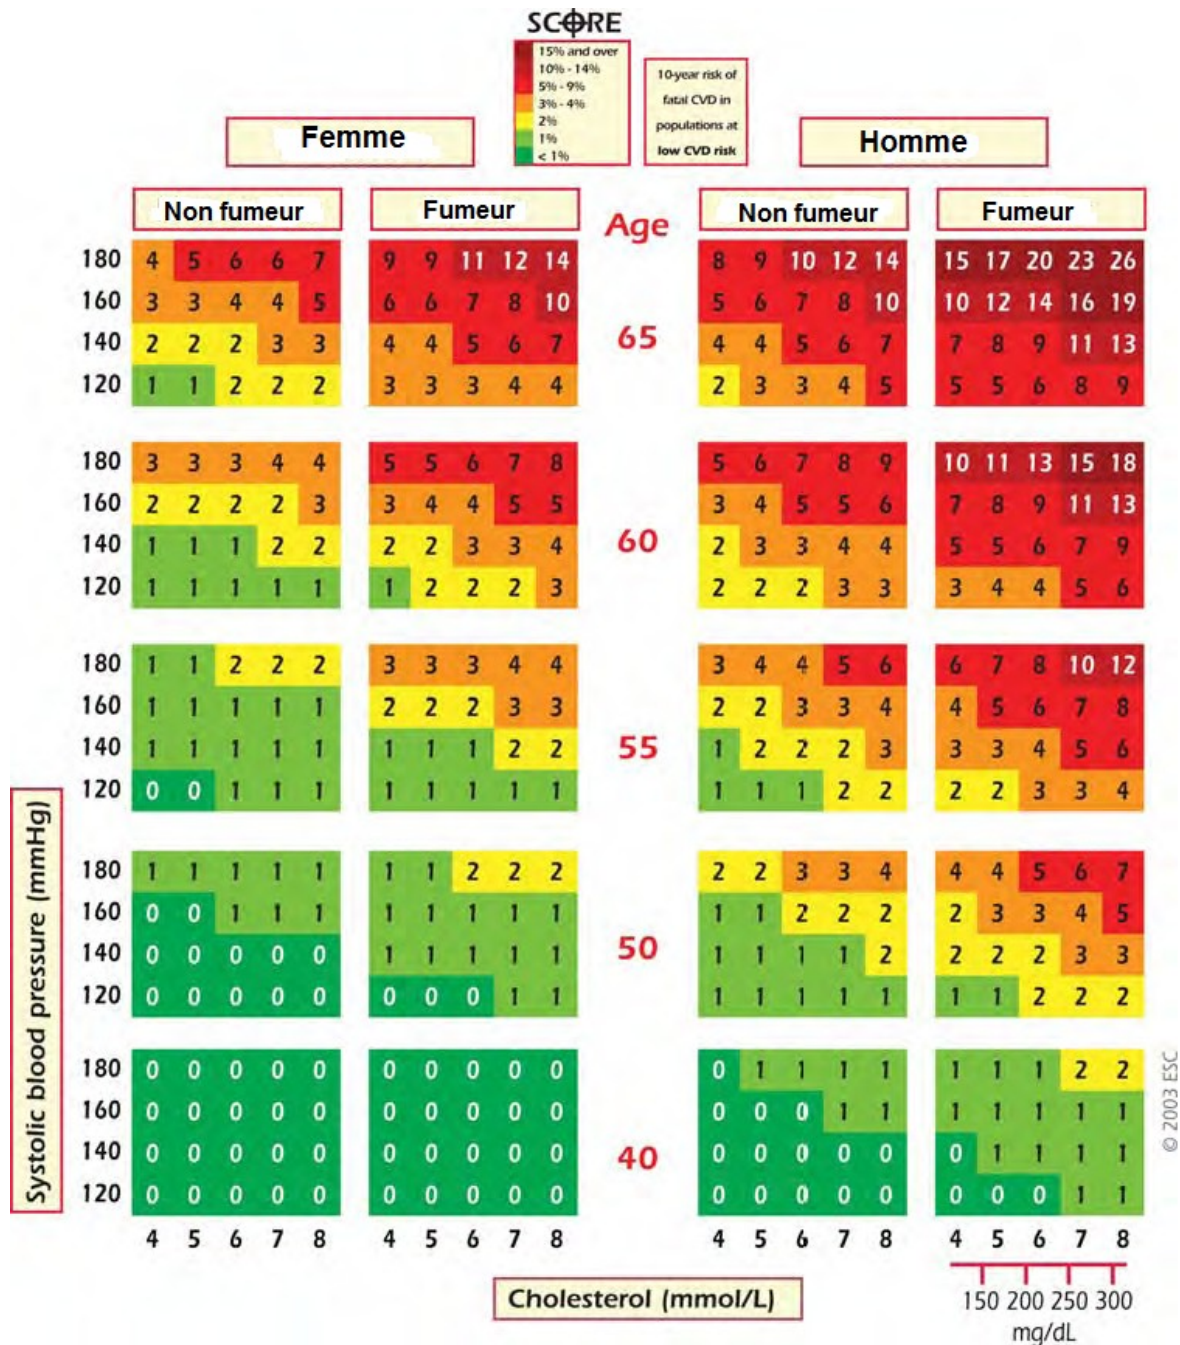 SCORE
15% and over
10% - 14%
5% - 9%
3% - 4%
2%
1%
< 1%
10-year risk of
fatal CVD in
populations at
low CVD risk
Femme
Homme
Non fumeur
Fumeur
Age
Non fumeur
Fumeur
180 4 5 6 6 7 9 9 11 12 14 8 9 10 12 14 15 17 20 23 26
160 3 3 4 4 5 6 6 7 8 10 5 6 7 8 10 10 12 14 16 19
65
140 2 2 2 3 3 4 4 5 6 7 4 4 5 6 7 7 8 9 11 13
120 1 1 2 2 2 3 3 3 4 4 2 3 3 4 5 5 5 6 8 9
180 3 3 3 4 4 5 5 6 7 8 5 6 7 8 9 10 11 13 15 18
160 2 2 2 2 3 3 4 4 5 5 3 4 5 5 6 7 8 9 11 13
60
140 1 1 1 2 2 2 2 3 3 4 2 3 3 4 4 5 5 6 7 9
120 1 1 1 1 1 1 2 2 2 3 2 2 2 3 3 3 4 4 5 6
180 1 1 2 2 2 3 3 3 4 4 3 4 4 5 6 6 7 8 10 12
160 1 1 1 1 1 2 2 2 3 3 2 2 3 3 4 4 5 6 7 8
55
140 1 1 1 1 1 1 1 1 2 2 1 2 2 2 3 3 3 4 5 6
120 0 0 1 1 1 1 1 1 1 1 1 1 1 2 2 2 2 3 3 4
180 1 1 1 1 1 1 1 2 2 2 2 2 3 3 4 4 4 5 6 7
160 0 0 1 1 1 1 1 1 1 1 1 1 2 2 2 2 3 3 4 5
50
140 0 0 0 0 0 1 1 1 1 1 1 1 1 1 2 2 2 2 3 3
120 0 0 0 0 0 0 0 0 1 1 1 1 1 1 1 1 1 2 2 2
180 0 0 0 0 0 0 0 0 0 0 0 1 1 1 1 1 1 1 2 2
160 0 0 0 0 0 0 0 0 0 0 0 0 0 1 1 1 1 1 1 1
40
140 0 0 0 0 0 0 0 0 0 0 0 0 0 0 0 0 1 1 1 1
120 0 0 0 0 0 0 0 0 0 0 0 0 0 0 0 0 0 0 1 1
4 5 6 7 8 4 5 6 7 8 4 5 6 7 8 4 5 6 7 8
Systolic blood pressure (mmHg)
Cholesterol (mmol/L)
150 200 250 300
mg/dL
© 2003 ESC